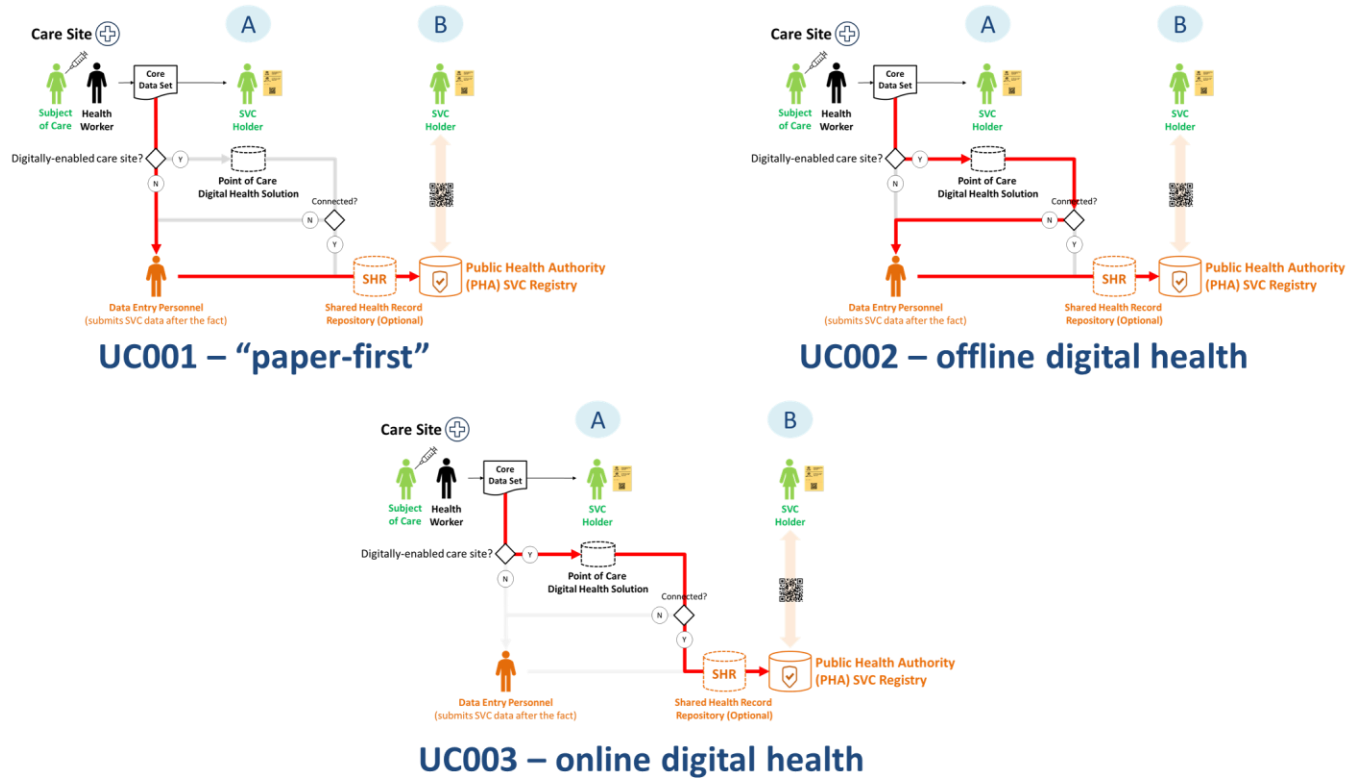 A
B
Care Site
Core
Data Set
Subject
of Care
Health
Worker
SVC
Holder
SVC
Holder
Digitally-enabled care site?
Y
N
Point of Care
Digital Health Solution
Connected?
N
Y
SHR
Public Health Authority
(PHA) SVC Registry
Data Entry Personnel
(submits SVC data after the fact)
Shared Health Record
Repository (Optional)
UC001 – “paper-first”
A
B
Care Site
Core
Data Set
Subject
of Care
Health
Worker
SVC
Holder
SVC
Holder
Digitally-enabled care site?
Y
N
Point of Care
Digital Health Solution
Connected?
N
Y
SHR
Public Health Authority
(PHA) SVC Registry
Data Entry Personnel
(submits SVC data after the fact)
Shared Health Record
Repository (Optional)
UC002 – offline digital health
A
B
Care Site
Core
Data Set
Subject
of Care
Health
Worker
SVC
Holder
SVC
Holder
Digitally-enabled care site?
Y
N
Point of Care
Digital Health Solution
Connected?
N
Y
SHR
Public Health Authority
(PHA) SVC Registry
Data Entry Personnel
(submits SVC data after the fact)
Shared Health Record
Repository (Optional)
UC003 – online digital health